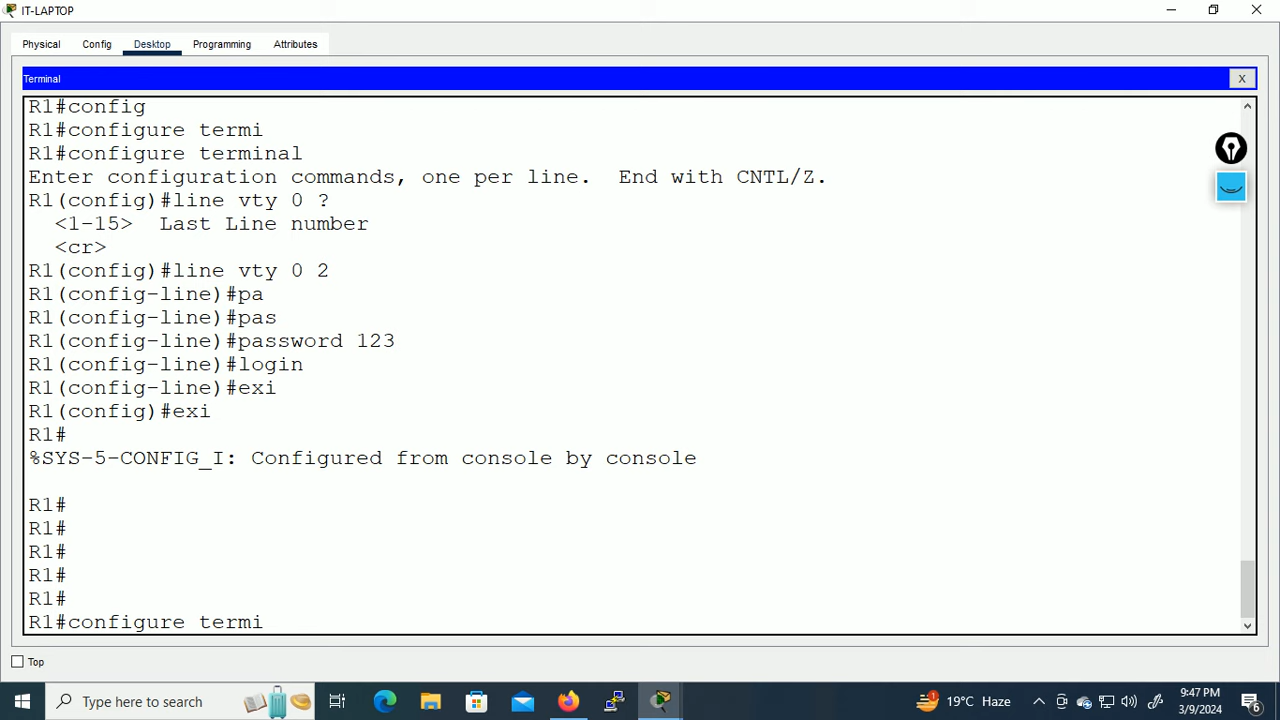 IT-LAPTOP
Physical Config Desktop Programming Attributes
Terminal X
R1#config
R1#configure termi
R1#configure terminal
Enter configuration commands, one per line.  End with CNTL/Z.
R1(config)#line vty 0 ?
  <1-15>  Last Line number
  <cr>
R1(config)#line vty 0 2
R1(config-line)#pa
R1(config-line)#pas
R1(config-line)#password 123
R1(config-line)#login
R1(config-line)#exi
R1(config)#exi
R1#
%SYS-5-CONFIG_I: Configured from console by console
R1#
R1#
R1#
R1#
R1#
R1#configure termi
Top
Type here to search
1 19°C Haze
9:47 PM
3/9/2024
6